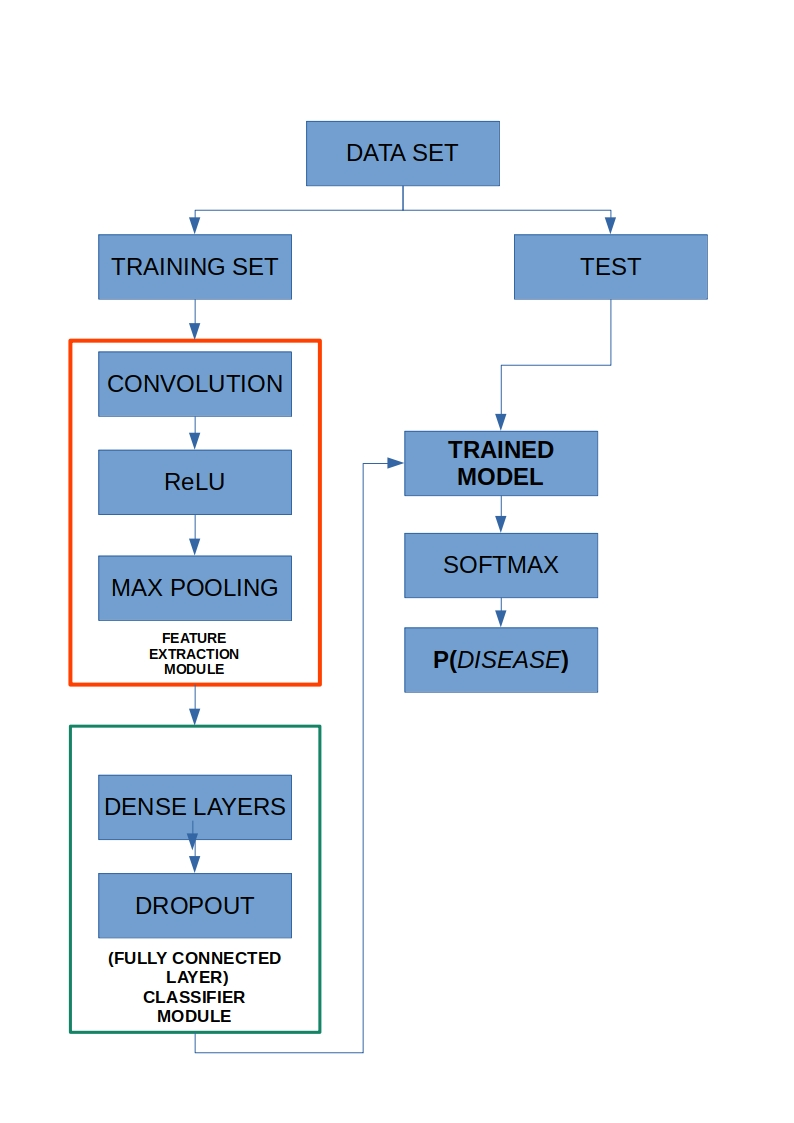 DATA SET
TRAINING SET
TEST
CONVOLUTION
ReLU
MAX POOLING
FEATURE
EXTRACTION
MODULE
DENSE LAYERS
DROPOUT
(FULLY CONNECTED
LAYER)
CLASSIFIER
MODULE
TRAINED
MODEL
SOFTMAX
P(DISEASE)